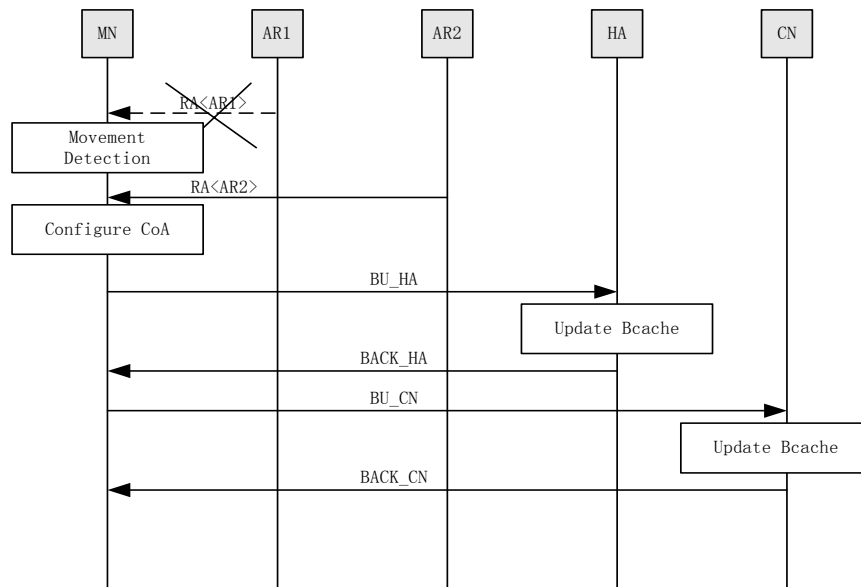 MN
AR1
AR2
HA
CN
RA<AR1>
Movement
Detection
RA<AR2>
Configure CoA
BU_HA
Update Bcache
BACK_HA
BU_CN
Update Bcache
BACK_CN